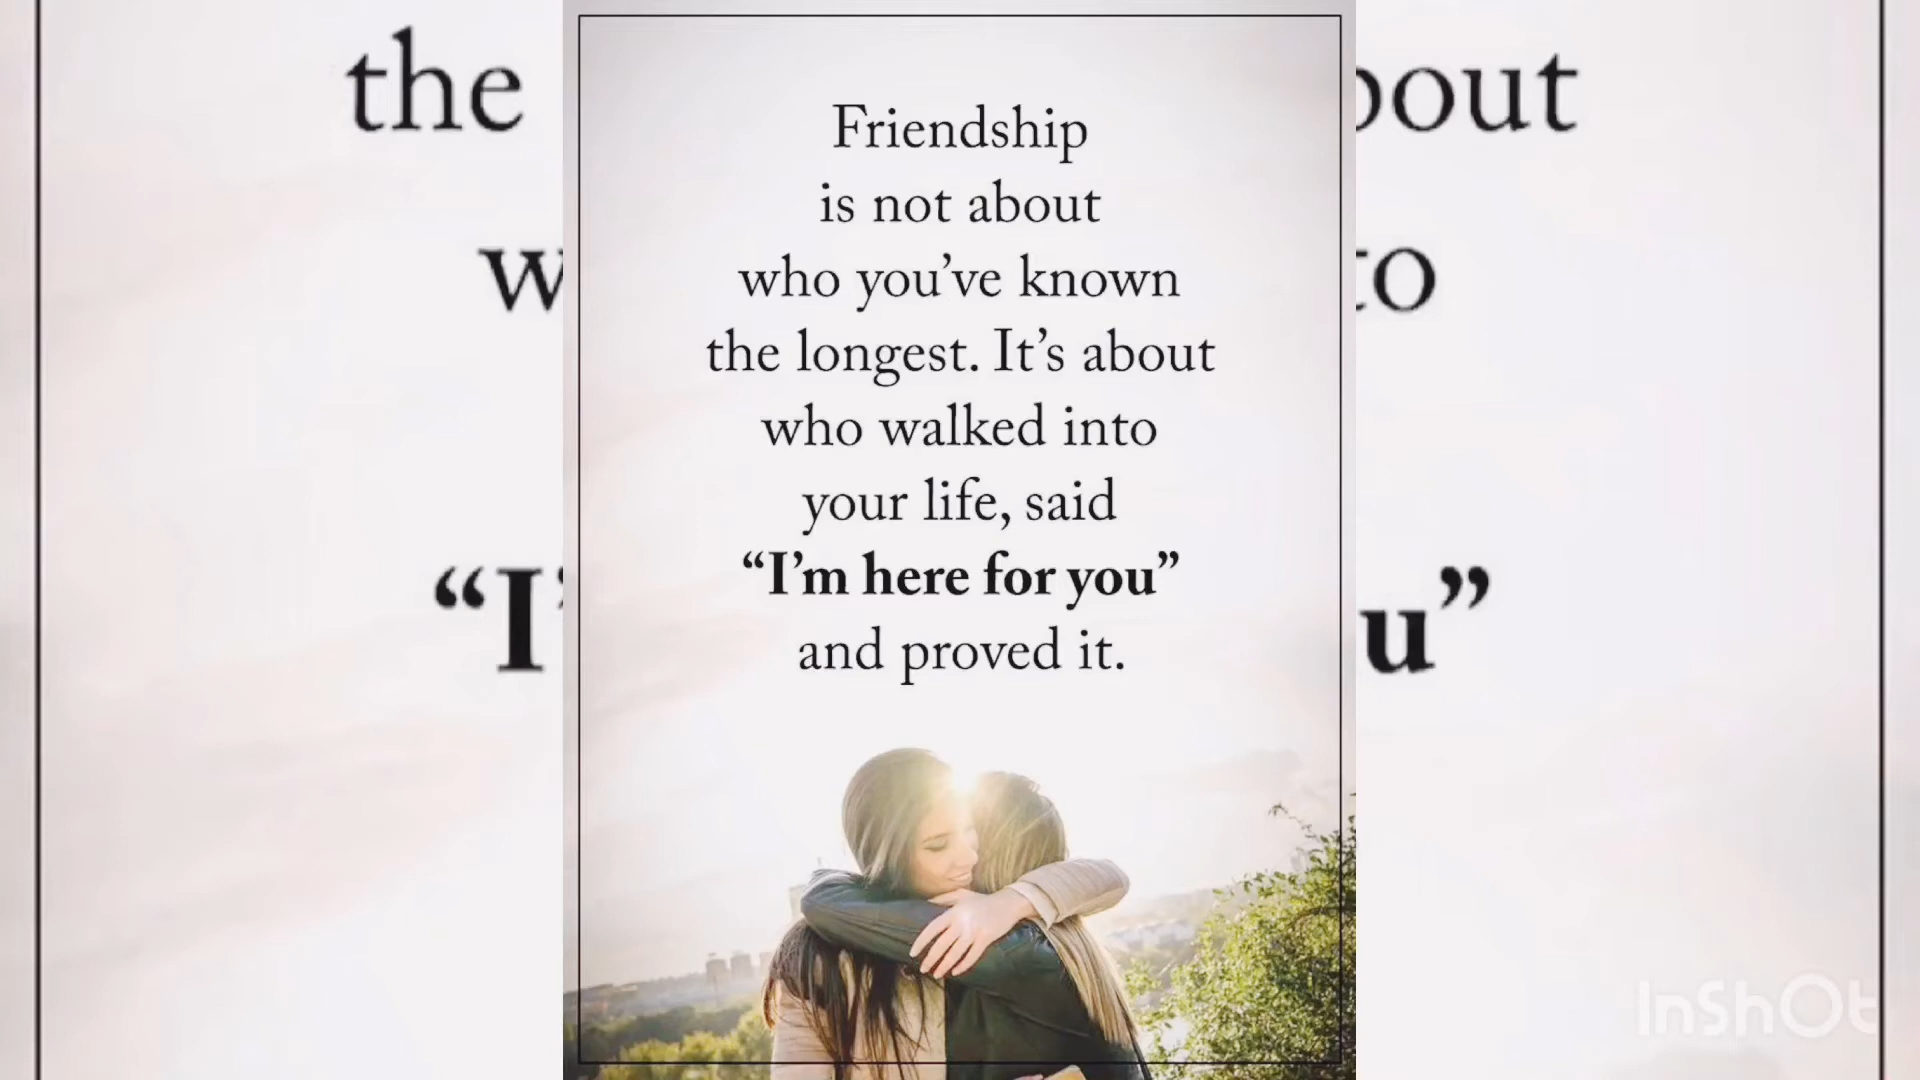 Friendship
is not about
who you’ve known
the longest. It’s about
who walked into
your life, said
“I’m here for you”
and proved it.
InShOt